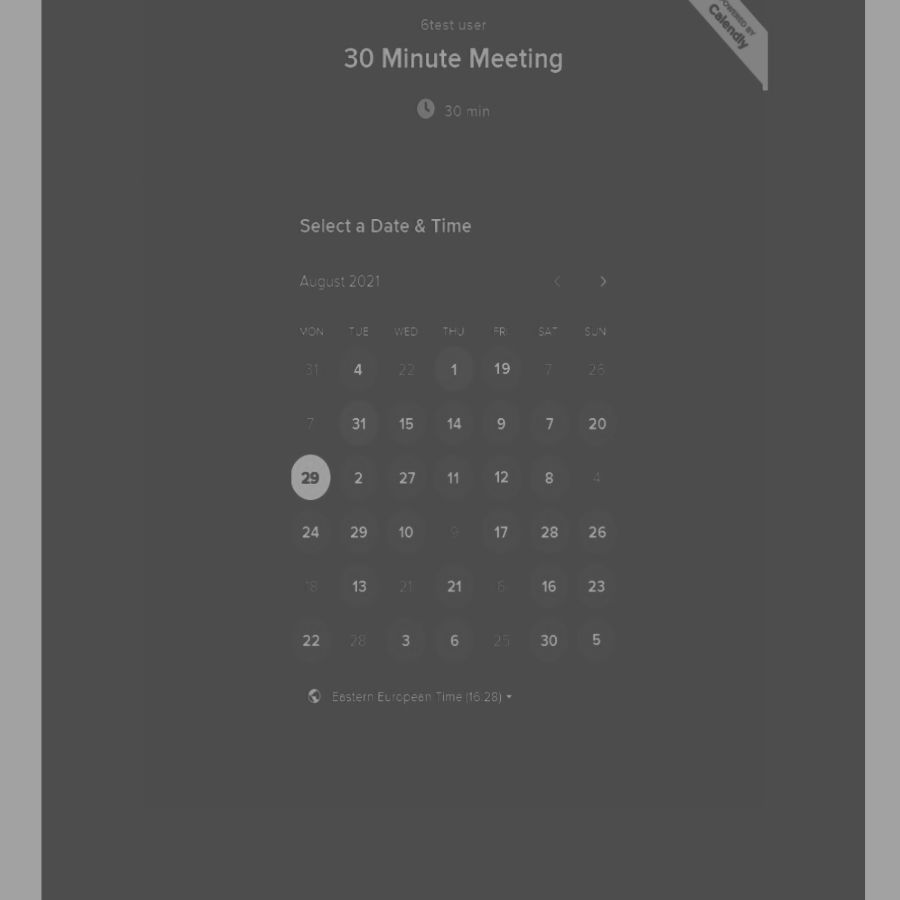 6test user
POWERED BY
Calendly
30 Minute Meeting
30 min
Select a Date & Time
August 2021
MON TUE WED THU FRI SAT SUN
31 4 22 1 19 7 26
7 31 15 14 9 7 20
29 2 27 11 12 8 4
24 29 10 9 17 28 26
18 13 21 21 6 16 23
22 28 3 6 25 30 5
Eastern European Time (16:28)